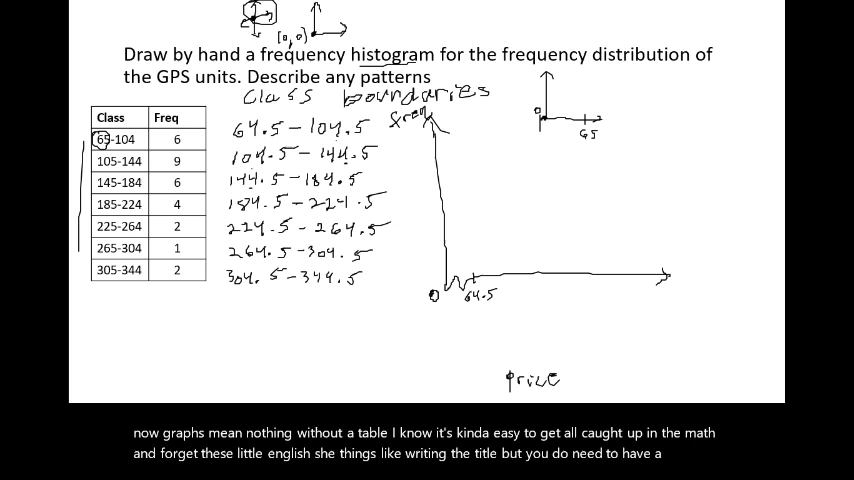 [0,0)
Draw by hand a frequency histogram for the frequency distribution of
the GPS units. Describe any patterns
Class boundaries
Class Freq
65-104 6
105-144 9
145-184 6
185-224 4
225-264 2
265-304 1
305-344 2
64.5-104.5
104.5-144.5
144.5-184.5
184.5-224.5
224.5-264.5
264.5-304.5
304.5-344.5
freq
0
65
0
64.5
price
now graphs mean nothing without a table I know it's kinda easy to get all caught up in the math
and forget these little english she things like writing the title but you do need to have a